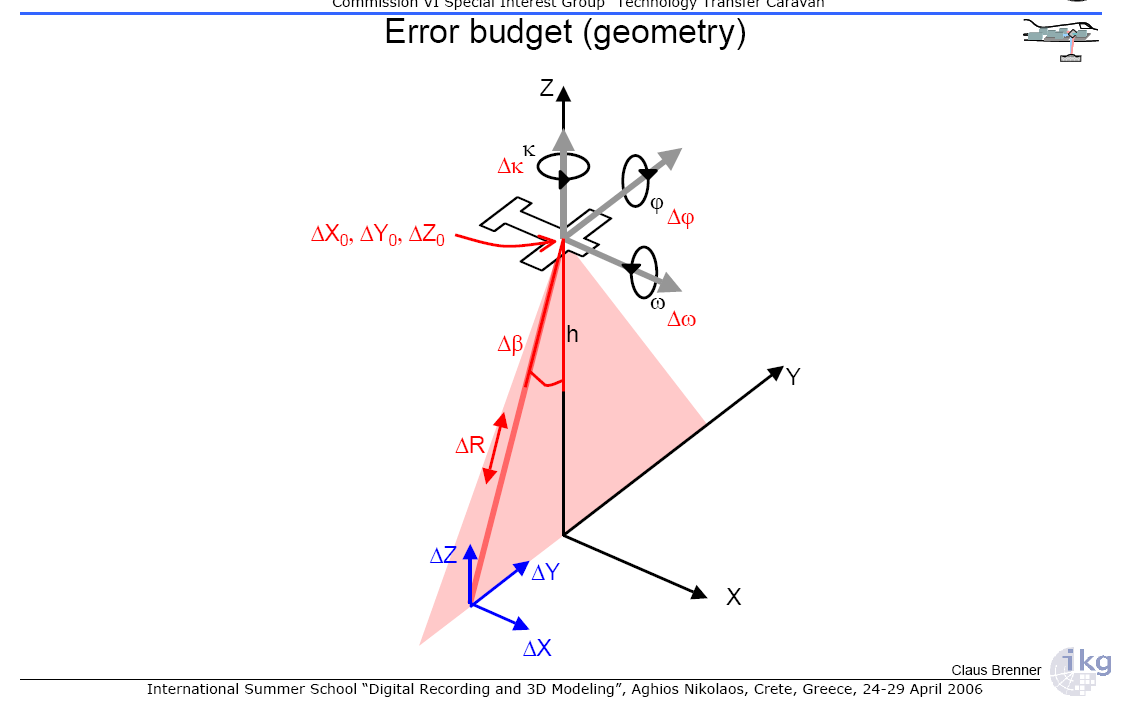 Commission VI Special Interest Group "Technology Transfer Caravan"
Error budget (geometry)
Z
κ
Δκ
φ
Δφ
ΔX₀, ΔY₀, ΔZ₀
ω
Δω
h
Δβ
Y
ΔR
ΔZ
ΔY
X
ΔX
Claus Brenner
ikg
International Summer School “Digital Recording and 3D Modeling”, Aghios Nikolaos, Crete, Greece, 24-29 April 2006